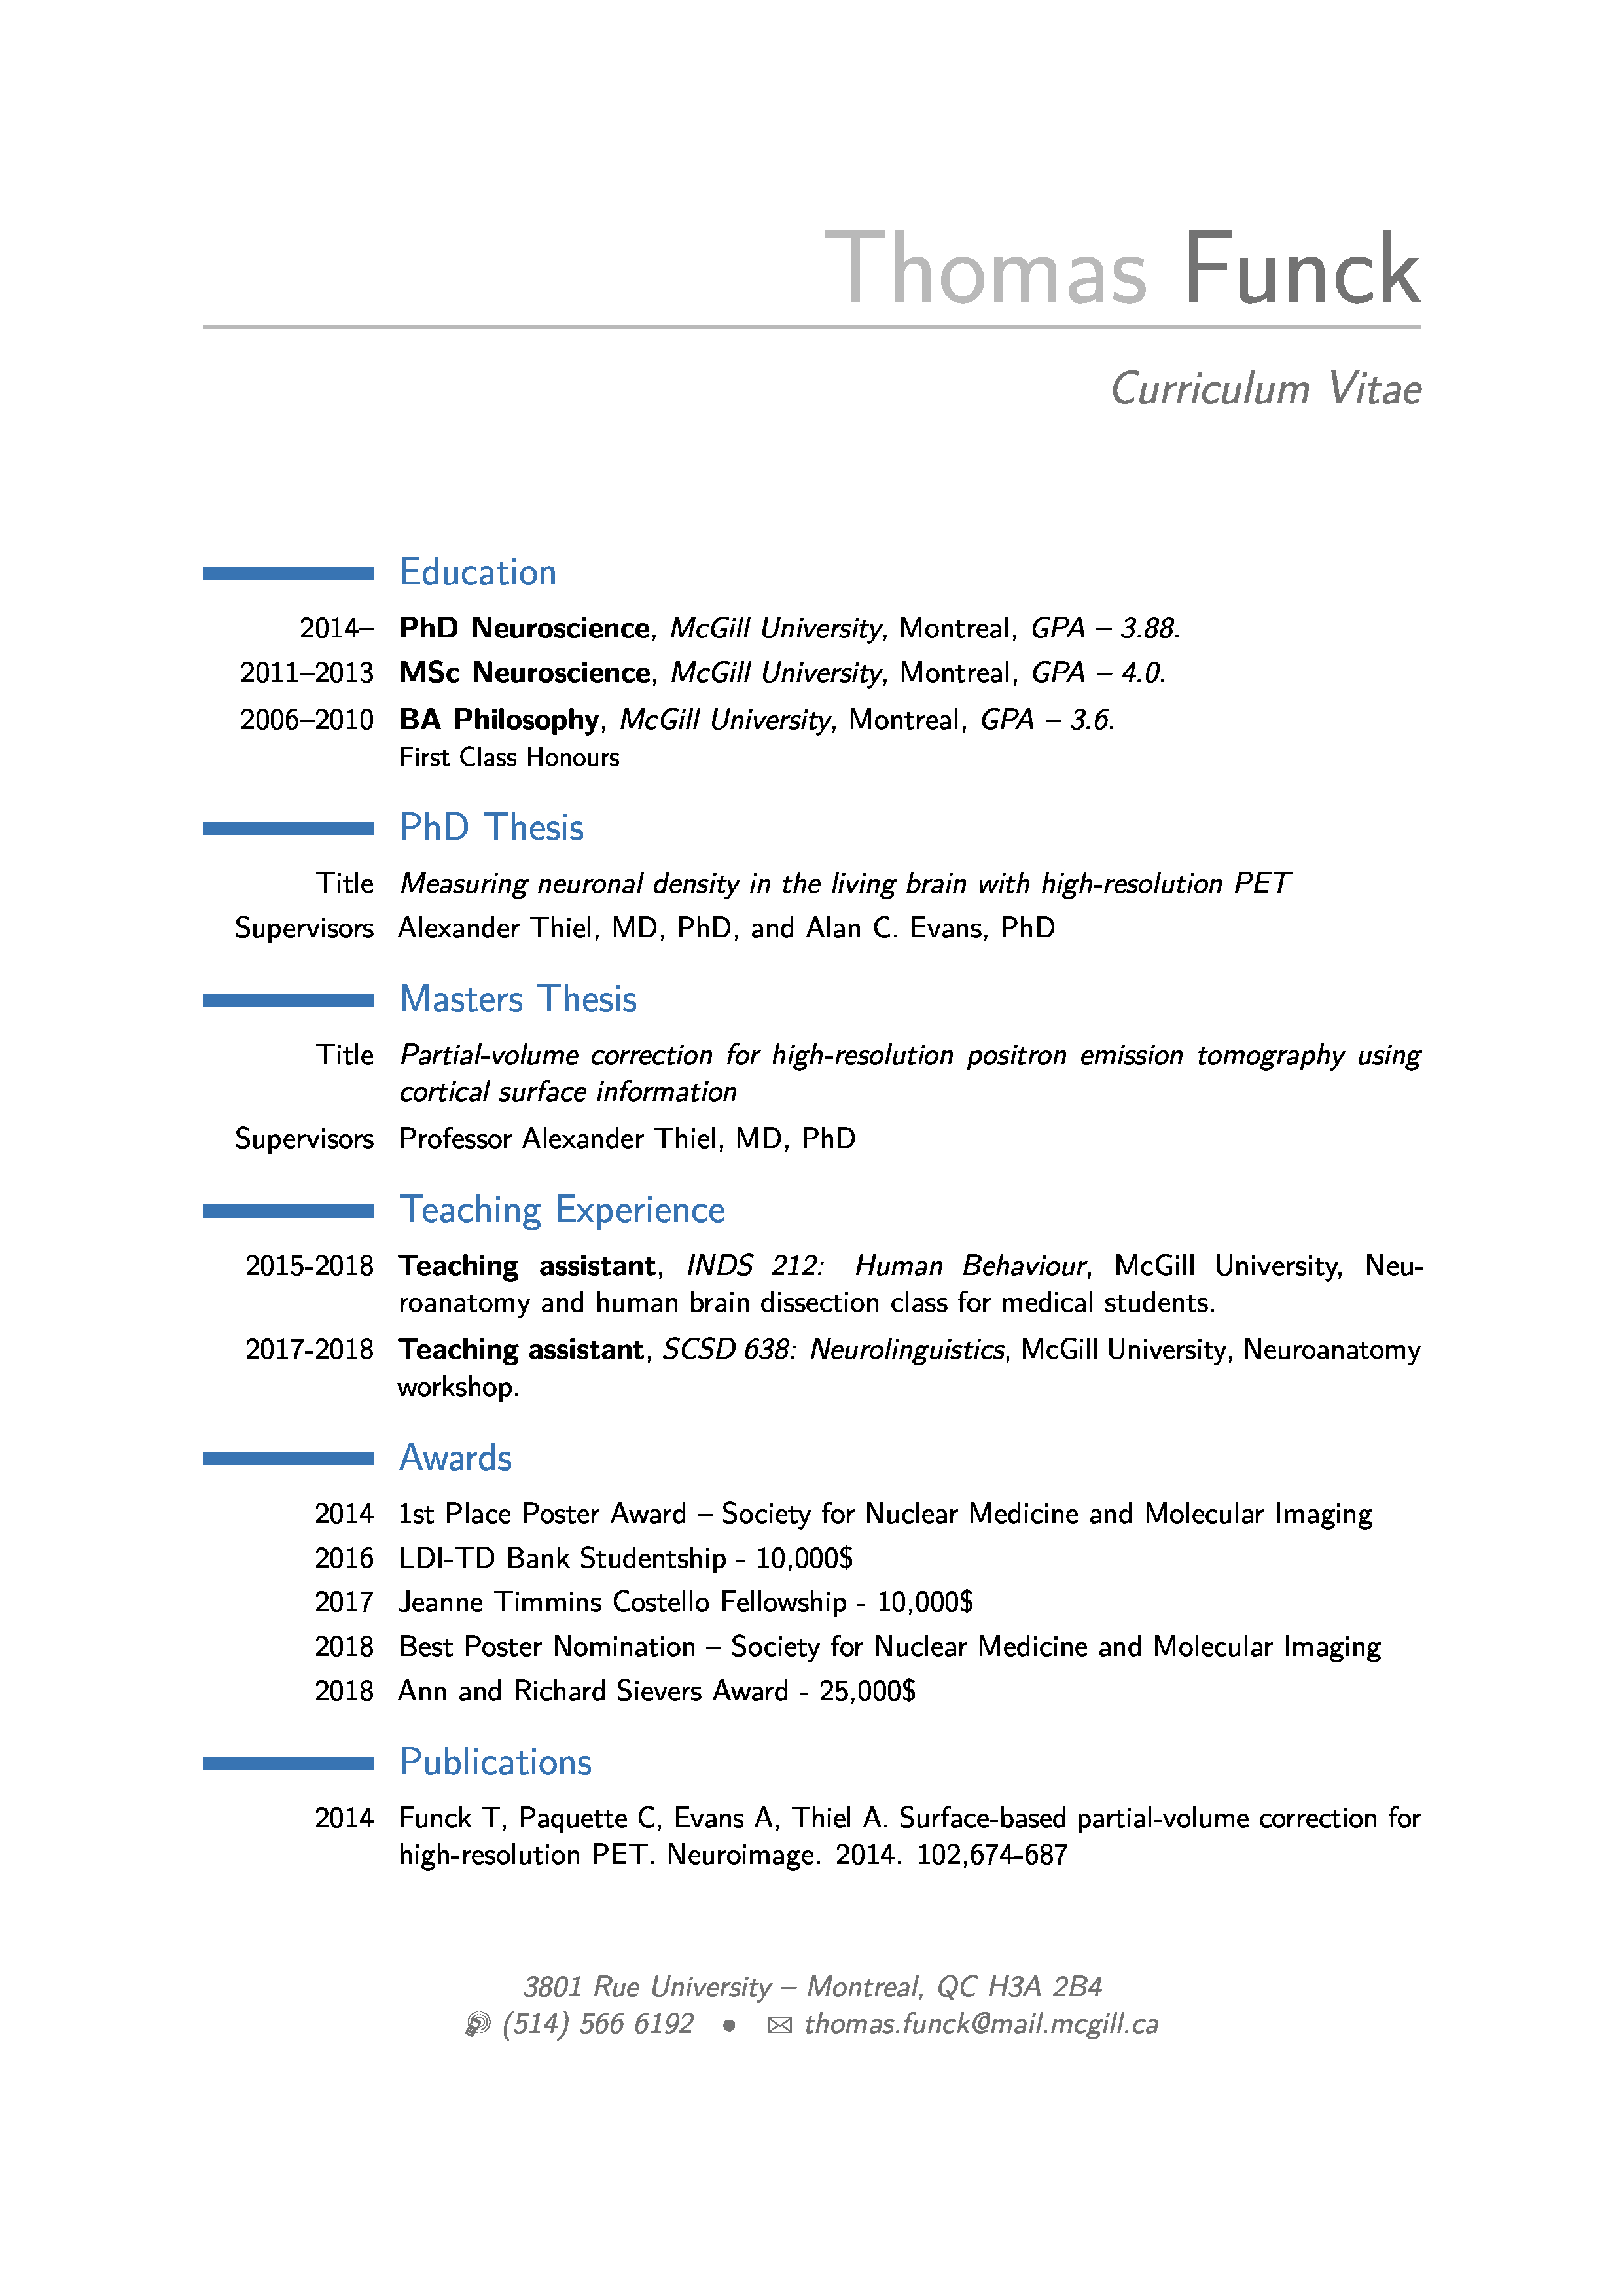 Thomas Funck
Curriculum Vitae
Education
2014– PhD Neuroscience, McGill University, Montreal, GPA – 3.88.
2011–2013 MSc Neuroscience, McGill University, Montreal, GPA – 4.0.
2006–2010 BA Philosophy, McGill University, Montreal, GPA – 3.6.
First Class Honours
PhD Thesis
Title Measuring neuronal density in the living brain with high-resolution PET
Supervisors Alexander Thiel, MD, PhD, and Alan C. Evans, PhD
Masters Thesis
Title Partial-volume correction for high-resolution positron emission tomography using
cortical surface information
Supervisors Professor Alexander Thiel, MD, PhD
Teaching Experience
2015-2018 Teaching assistant, INDS 212: Human Behaviour, McGill University, Neu-
roanatomy and human brain dissection class for medical students.
2017-2018 Teaching assistant, SCSD 638: Neurolinguistics, McGill University, Neuroanatomy
workshop.
Awards
2014 1st Place Poster Award – Society for Nuclear Medicine and Molecular Imaging
2016 LDI-TD Bank Studentship - 10,000$
2017 Jeanne Timmins Costello Fellowship - 10,000$
2018 Best Poster Nomination – Society for Nuclear Medicine and Molecular Imaging
2018 Ann and Richard Sievers Award - 25,000$
Publications
2014 Funck T, Paquette C, Evans A, Thiel A. Surface-based partial-volume correction for
high-resolution PET. Neuroimage. 2014. 102,674-687
3801 Rue University – Montreal, QC H3A 2B4
(514) 566 6192 • thomas.funck@mail.mcgill.ca